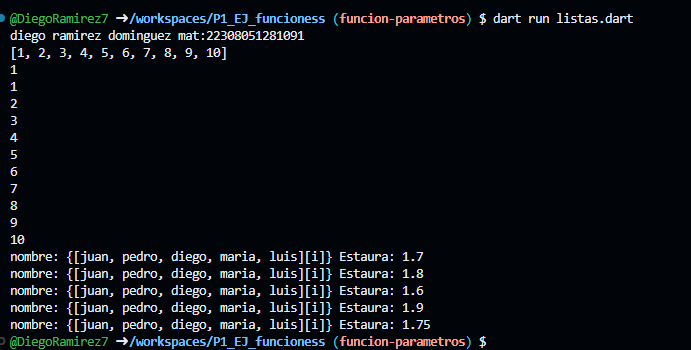 @DiegoRamirez7 ➜/workspaces/P1_EJ_funcioness (funcion-parametros) $ dart run listas.dart
diego ramirez dominguez mat:22308051281091
[1, 2, 3, 4, 5, 6, 7, 8, 9, 10]
1
1
2
3
4
5
6
7
8
9
10
nombre: {[juan, pedro, diego, maria, luis][i]} Estaura: 1.7
nombre: {[juan, pedro, diego, maria, luis][i]} Estaura: 1.8
nombre: {[juan, pedro, diego, maria, luis][i]} Estaura: 1.6
nombre: {[juan, pedro, diego, maria, luis][i]} Estaura: 1.9
nombre: {[juan, pedro, diego, maria, luis][i]} Estaura: 1.75
@DiegoRamirez7 ➜/workspaces/P1_EJ_funcioness (funcion-parametros) $